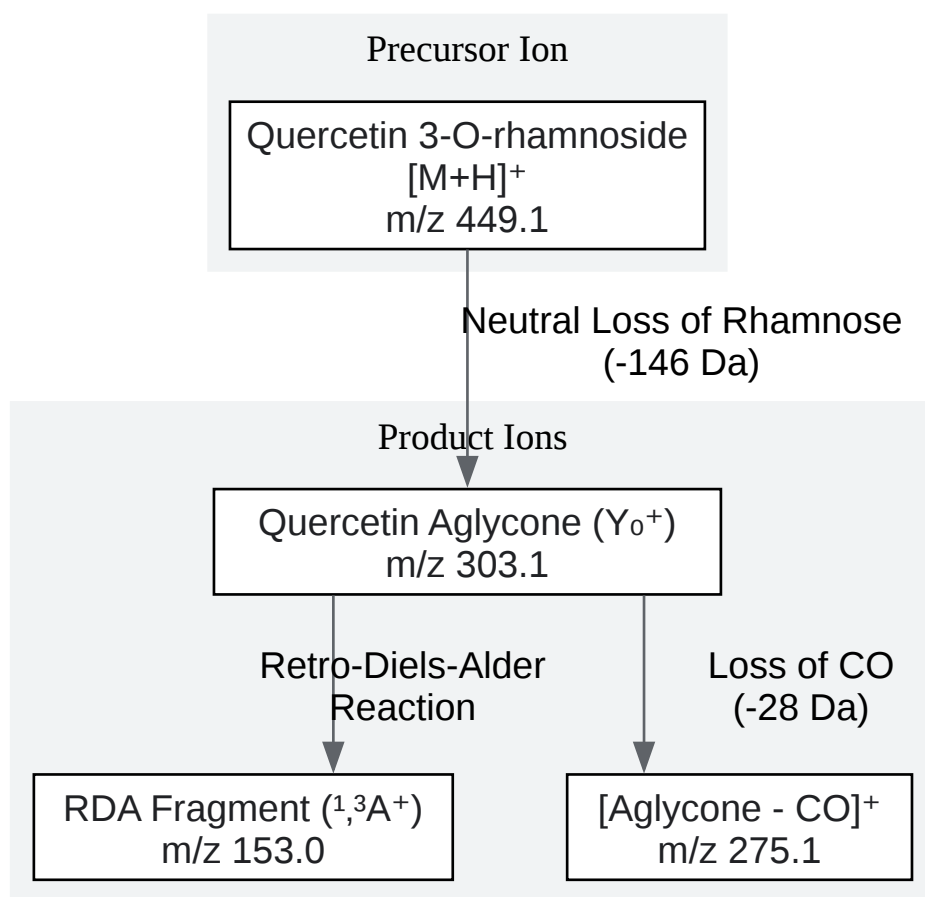 Precursor Ion
Quercetin 3-O-rhamnoside
[M+H]⁺
m/z 449.1
Neutral Loss of Rhamnose
(-146 Da)
Product Ions
Quercetin Aglycone (Y₀⁺)
m/z 303.1
Retro-Diels-Alder
Reaction
Loss of CO
(-28 Da)
RDA Fragment (¹,³A⁺)
m/z 153.0
[Aglycone - CO]⁺
m/z 275.1